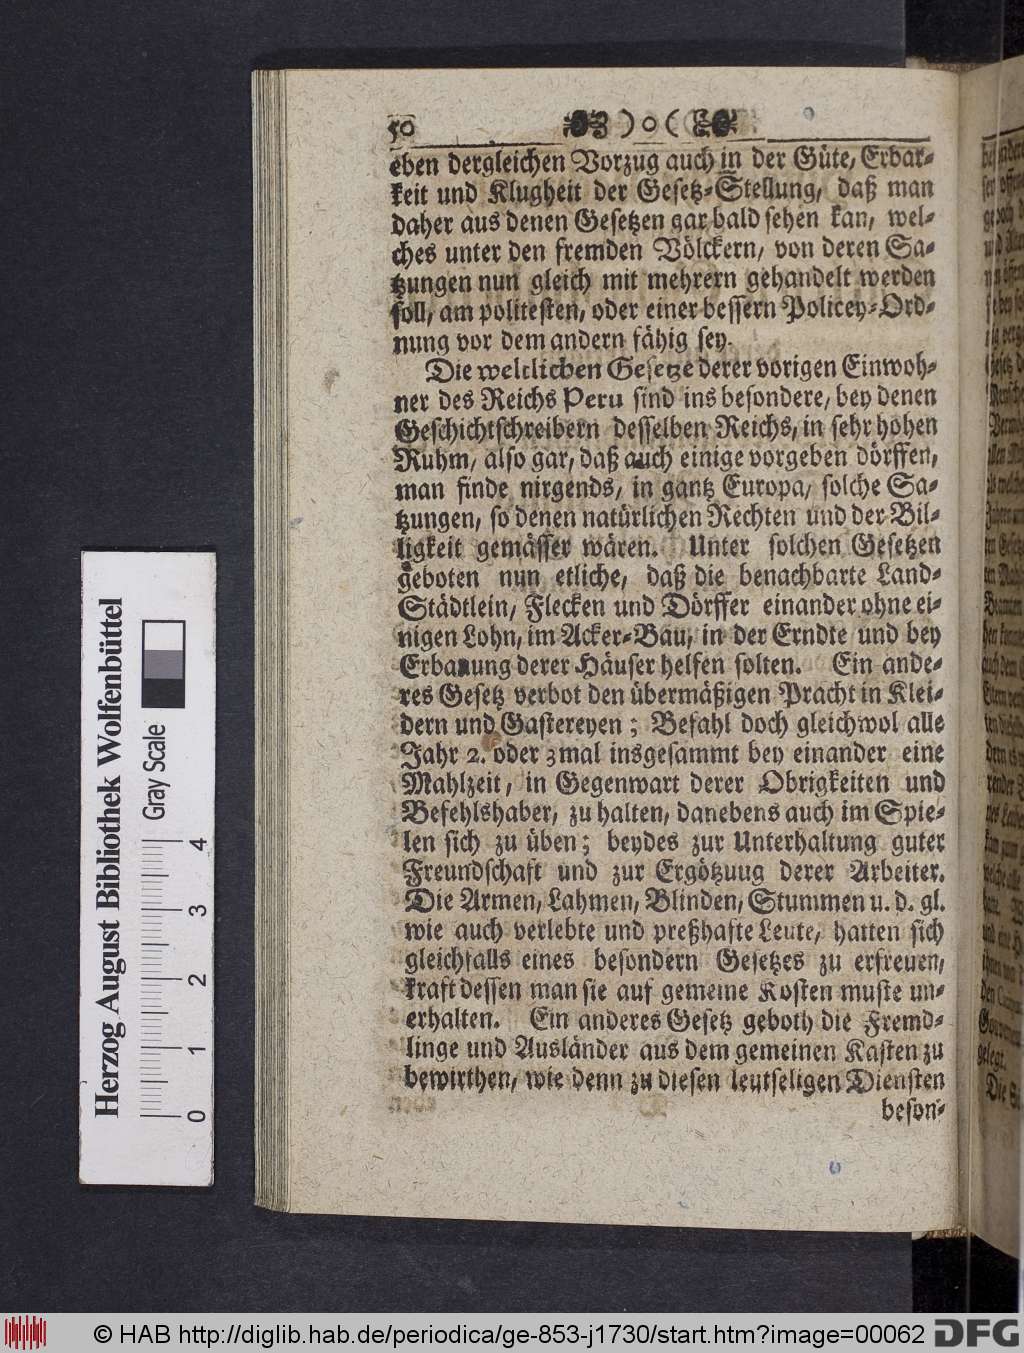 50 )o(
eben dergleichen Vorzug auch in der Güte, Erbar-
keit und Klugheit der Gesetz-Stellung, daß man
daher aus denen Gesetzen gar bald sehen kan, wel-
ches unter den fremden Völckern, von deren Sa-
tzungen nun gleich mit mehrern gehandelt werden
soll, am politesten, oder einer bessern Policey-Ord-
nung vor dem andern fähig sey.
Die weltlichen Gesetze derer vorigen Einwoh-
ner des Reichs Peru sind ins besondere, bey denen
Geschichtschreibern desselben Reichs, in sehr hohen
Ruhm, also gar, daß auch einige vorgeben dörffen,
man finde nirgends, in gantz Europa, solche Sa-
tzungen, so denen natürlichen Rechten und der Bil-
ligkeit gemässer wären. Unter solchen Gesetzen
geboten nun etliche, daß die benachbarte Land-
Städtlein, Flecken und Dörffer einander ohne ei-
nigen Lohn, im Acker-Bau, in der Erndte und bey
Erbauung derer Häuser helfen solten. Ein ande-
res Gesetz verbot den übermäßigen Pracht in Klei-
dern und Gastereyen; Befahl doch gleichwol alle
Jahr 2. oder 3 mal insgesammt bey einander eine
Mahlzeit, in Gegenwart derer Obrigkeiten und
Befehlshaber, zu halten, danebens auch im Spie-
len sich zu üben; beydes zur Unterhaltung guter
Freundschaft und zur Ergötzuug derer Arbeiter.
Die Armen, Lahmen, Blinden, Stummen u. d. gl.
wie auch verlebte und preßhafte Leute, hatten sich
gleichfalls eines besondern Gesetzes zu erfreuen,
kraft dessen man sie auf gemeine Kosten muste un-
erhalten. Ein anderes Gesetz geboth die Fremd-
linge und Ausländer aus dem gemeinen Kasten zu
bewirthen, wie denn zu diesen leutseligen Diensten
beson-
Herzog August Bibliothek Wolfenbüttel
Gray Scale
0 1 2 3 4
© HAB http://diglib.hab.de/periodica/ge-853-j1730/start.htm?image=00062 DFG